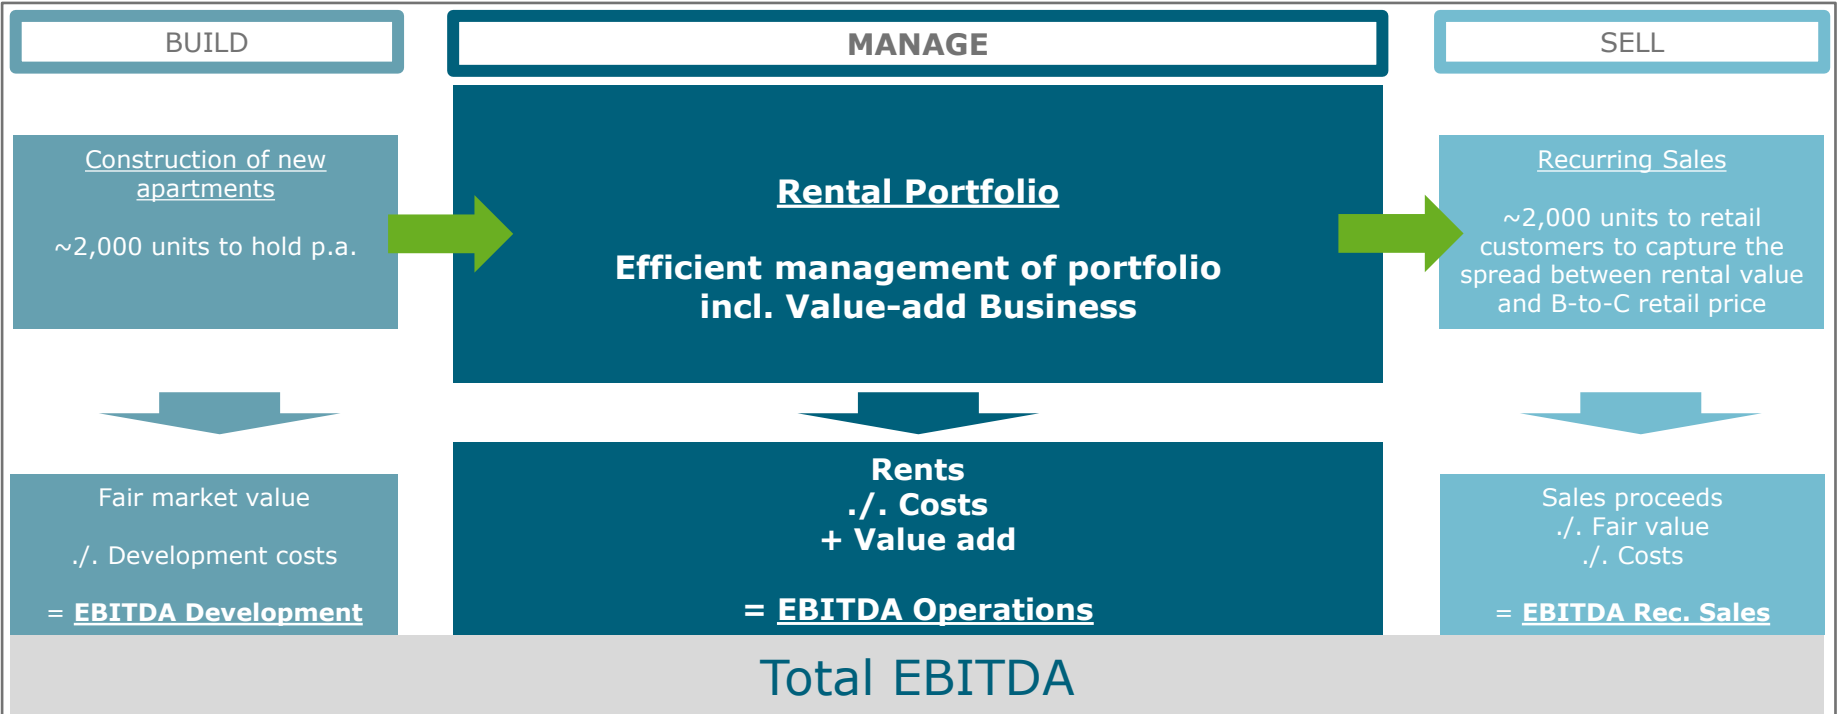 BUILD
MANAGE
SELL
Construction of new
apartments
~2,000 units to hold p.a.
Rental Portfolio
Efficient management of portfolio
incl. Value-add Business
Recurring Sales
~2,000 units to retail
customers to capture the
spread between rental value
and B-to-C retail price
Fair market value
./. Development costs
= EBITDA Development
Rents
./. Costs
+ Value add
= EBITDA Operations
Sales proceeds
./. Fair value
./. Costs
= EBITDA Rec. Sales
Total EBITDA